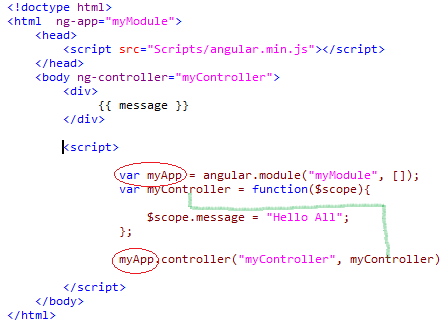 <!doctype html>
<html  ng-app="myModule">
<head>
<script src="Scripts/angular.min.js"></script>
</head>
<body ng-controller="myController">
<div>
{{ message }}
</div>
<script>
var myApp = angular.module("myModule", []);
var myController = function($scope){
$scope.message = "Hello All";
};
myApp.controller("myController", myController)
</script>
</body>
</html>